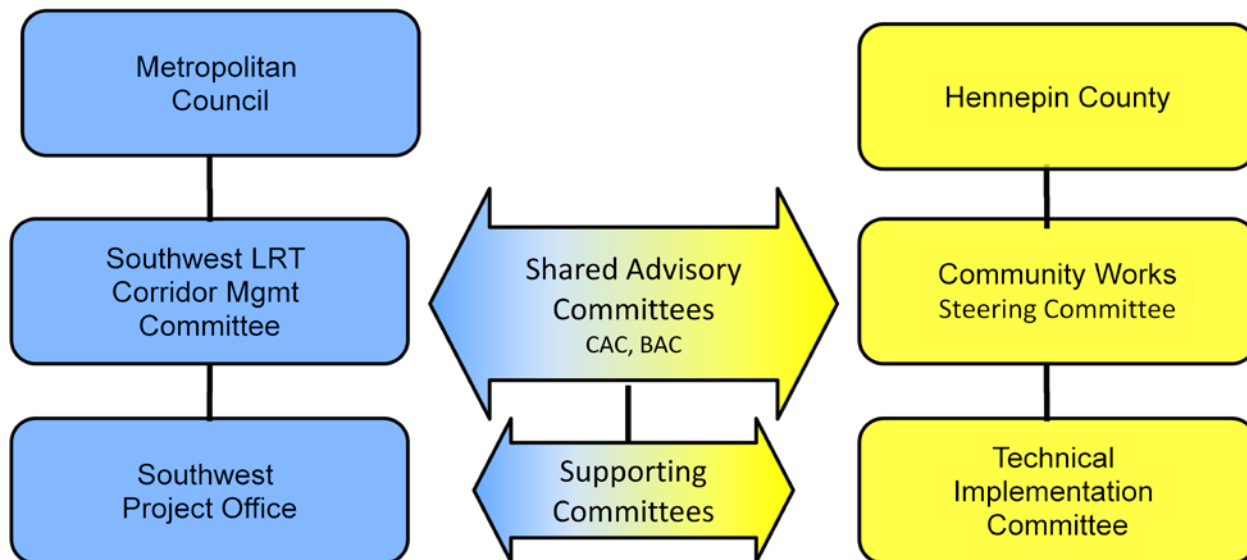 Metropolitan
Council
Hennepin County
Southwest LRT
Corridor Mgmt
Committee
Shared Advisory
Committees
CAC, BAC
Community Works
Steering Committee
Southwest
Project Office
Supporting
Committees
Technical
Implementation
Committee